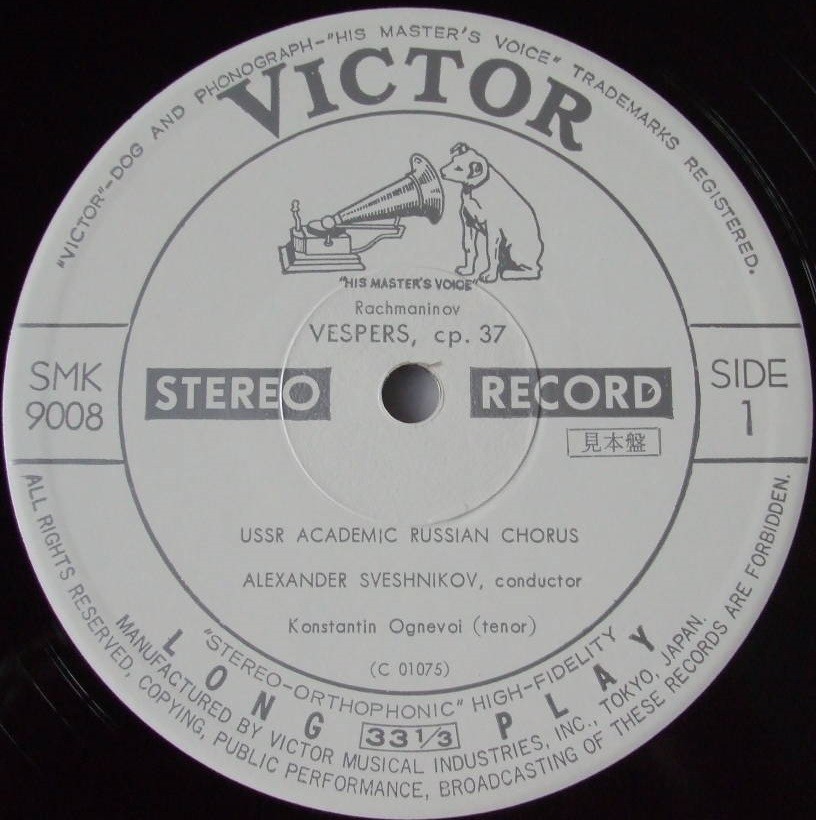 "VICTOR"–DOG AND PHONOGRAPH–"HIS MASTER'S VOICE" TRADEMARKS REGISTERED.
VICTOR
"HIS MASTER'S VOICE"
Rachmaninov
VESPERS, cp. 37
SMK
9008
STEREO RECORD
SIDE
1
見本盤
USSR ACADEMIC RUSSIAN CHORUS
ALEXANDER SVESHNIKOV, conductor
Konstantin Ognevoi (tenor)
(C 01075)
"STEREO-ORTHOPHONIC" HIGH-FIDELITY
LONG 33 1/3 PLAY
MANUFACTURED BY VICTOR MUSICAL INDUSTRIES, INC., TOKYO, JAPAN.
ALL RIGHTS RESERVED, COPYING, PUBLIC PERFORMANCE, BROADCASTING OF THESE RECORDS ARE FORBIDDEN.